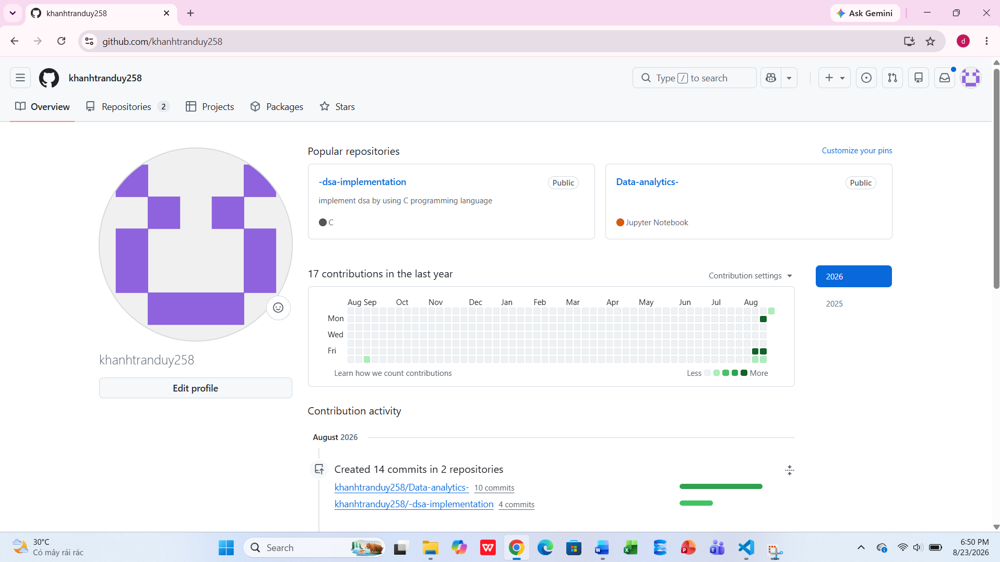 khanhtranduy258
Ask Gemini
github.com/khanhtranduy258
d
khanhtranduy258
Type / to search
Overview
Repositories 2
Projects
Packages
Stars
Popular repositories
Customize your pins
-dsa-implementation
Public
implement dsa by using C programming language
C
Data-analytics-
Public
Jupyter Notebook
17 contributions in the last year
Contribution settings
2026
2025
Aug Sep Oct Nov Dec Jan Feb Mar Apr May Jun Jul Aug
Mon
Wed
Fri
Learn how we count contributions
Less
More
khanhtranduy258
Edit profile
Contribution activity
August 2026
Created 14 commits in 2 repositories
khanhtranduy258/Data-analytics- 10 commits
khanhtranduy258/-dsa-implementation 4 commits
30°C
Có mây rải rác
Search
6:50 PM
8/23/2026